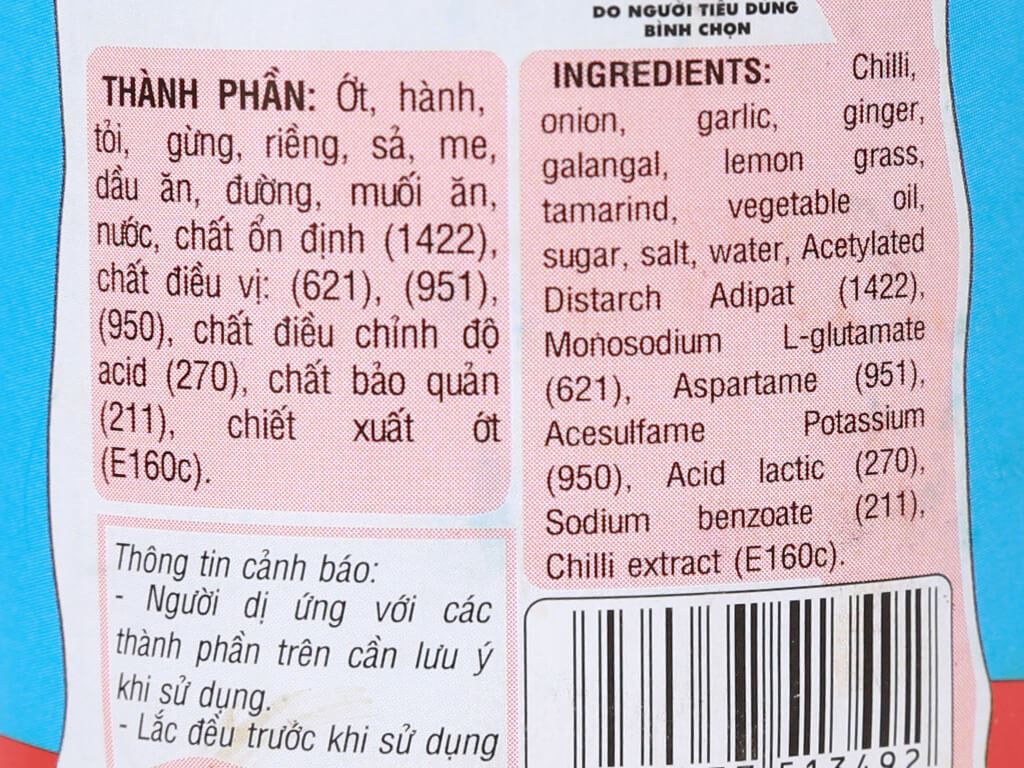 DO NGƯỜI TIÊU DÙNG
BÌNH CHỌN
THÀNH PHẦN: Ớt, hành,
tỏi, gừng, riềng, sả, me,
dầu ăn, đường, muối ăn,
nước, chất ổn định (1422),
chất điều vị: (621), (951),
(950), chất điều chỉnh độ
acid (270), chất bảo quản
(211), chiết xuất ớt
(E160c).
Thông tin cảnh báo:
- Người dị ứng với các
thành phần trên cần lưu ý
khi sử dụng.
- Lắc đều trước khi sử dụng
INGREDIENTS: Chilli,
onion, garlic, ginger,
galangal, lemon grass,
tamarind, vegetable oil,
sugar, salt, water, Acetylated
Distarch Adipat (1422),
Monosodium L-glutamate
(621), Aspartame (951),
Acesulfame Potassium
(950), Acid lactic (270),
Sodium benzoate (211),
Chilli extract (E160c).